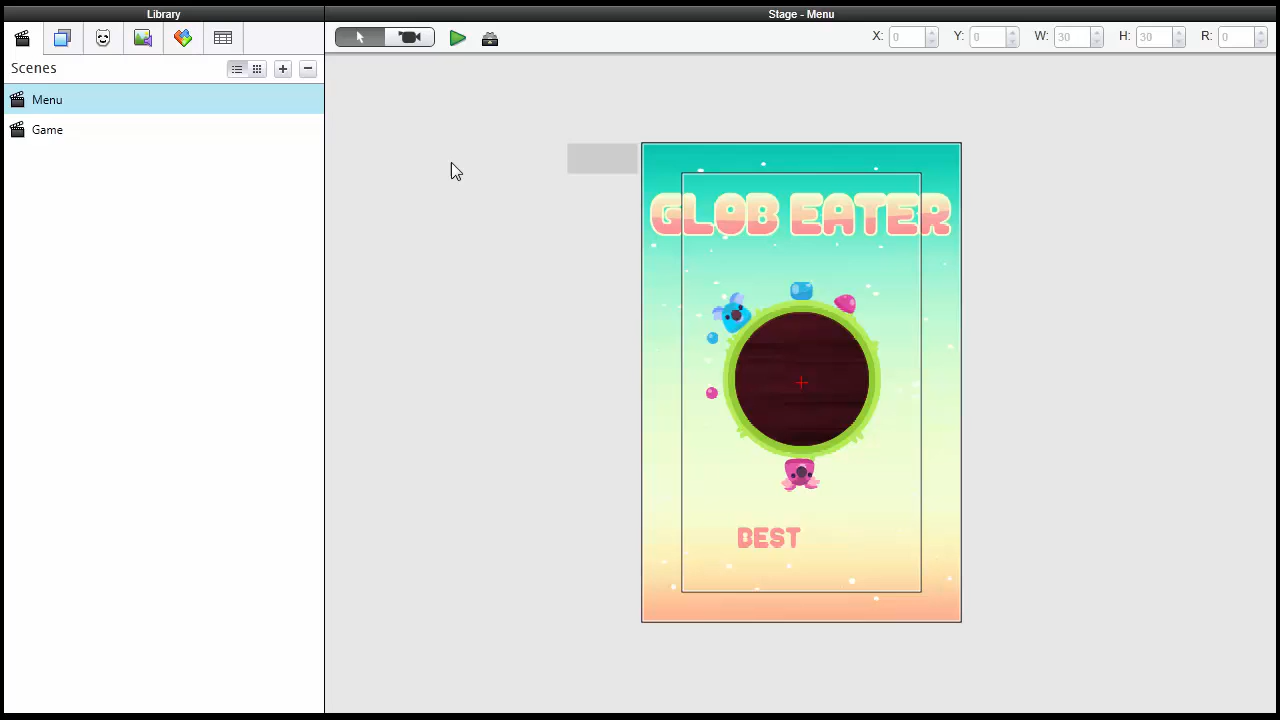 Library
Stage - Menu
X: 0 Y: 0 W: 30 H: 30 R: 0
Scenes
Menu
Game
GLOB EATER
BEST